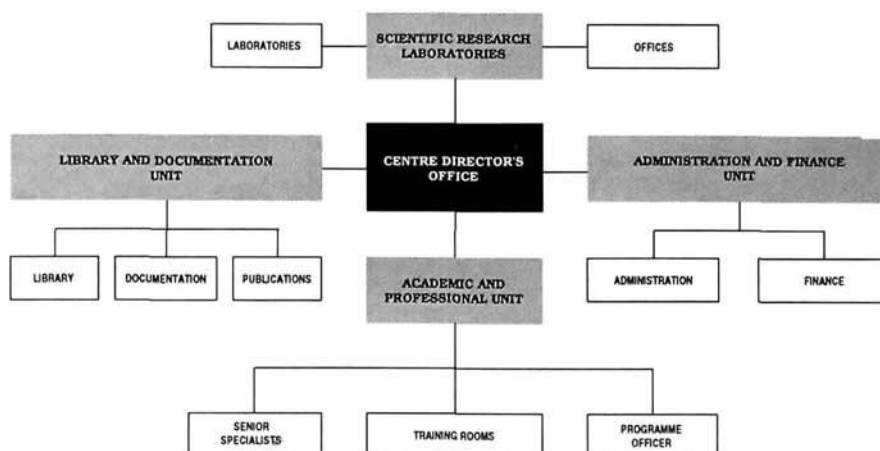 SCIENTIFIC RESEARCH
LABORATORIES
LABORATORIES
OFFICES
LIBRARY AND DOCUMENTATION
UNIT
CENTRE DIRECTOR'S
OFFICE
ADMINISTRATION AND FINANCE
UNIT
LIBRARY
DOCUMENTATION
PUBLICATIONS
ACADEMIC AND
PROFESSIONAL UNIT
ADMINISTRATION
FINANCE
SENIOR
SPECIALISTS
TRAINING ROOMS
PROGRAMME
OFFICER